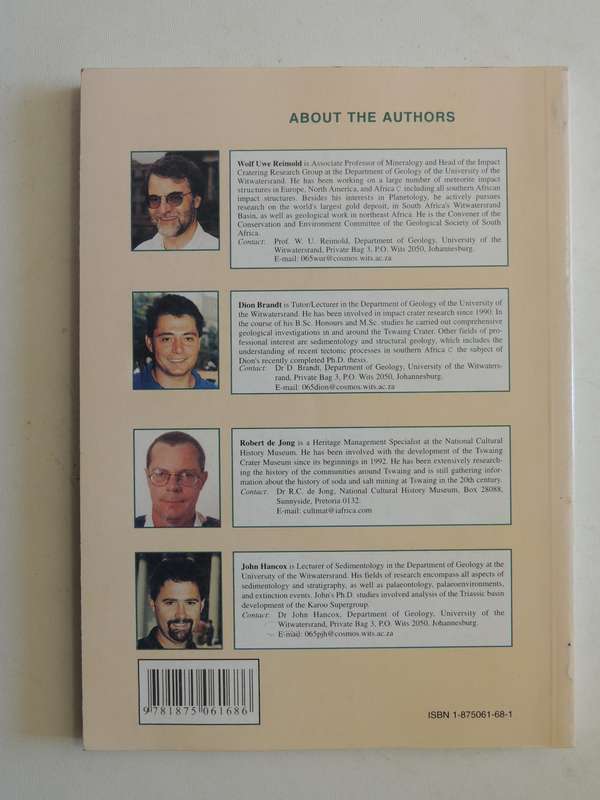 ABOUT THE AUTHORS
Wolf Uwe Reimold is Associate Professor of Mineralogy and Head of the Impact
Cratering Research Group at the Department of Geology of the University of the
Witwatersrand. He has been working on a large number of meteorite impact
structures in Europe, North America, and Africa C including all southern African
impact structures. Besides his interests in Planetology, he actively pursues
research on the world's largest gold deposit, in South Africa's Witwatersrand
Basin, as well as geological work in northeast Africa. He is the Convener of the
Conservation and Environment Committee of the Geological Society of South
Africa.
Contact: Prof. W. U. Reimold, Department of Geology, University of the
Witwatersrand, Private Bag 3, P.O. Wits 2050, Johannesburg.
E-mail: 065wur@cosmos.wits.ac.za
Dion Brandt is Tutor/Lecturer in the Department of Geology of the University of
the Witwatersrand. He has been involved in impact crater research since 1990. In
the course of his B.Sc. Honours and M.Sc. studies he carried out comprehensive
geological investigations in and around the Tswaing Crater. Other fields of pro-
fessional interest are sedimentology and structural geology, which includes the
understanding of recent tectonic processes in southern Africa C the subject of
Dion's recently completed Ph.D. thesis.
Contact: Dr D. Brandt, Department of Geology, University of the Witwaters-
rand, Private Bag 3, P.O. Wits 2050, Johannesburg.
E-mail: 065dion@cosmos.wits.ac.za
Robert de Jong is a Heritage Management Specialist at the National Cultural
History Museum. He has been involved with the development of the Tswaing
Crater Museum since its beginnings in 1992. He has been extensively research-
ing the history of the communities around Tswaing and is still gathering infor-
mation about the history of soda and salt mining at Tswaing in the 20th century.
Contact: Dr R.C. de Jong, National Cultural History Museum, Box 28088,
Sunnyside, Pretoria 0132.
E-mail: cultmat@iafrica.com
John Hancox is Lecturer of Sedimentology in the Department of Geology at the
University of the Witwatersrand. His fields of research encompass all aspects of
sedimentology and stratigraphy, as well as palaeontology, palaeoenvironments,
and extinction events. John's Ph.D. studies involved analysis of the Triassic basin
development of the Karoo Supergroup.
Contact: Dr John Hancox, Department of Geology, University of the
Witwatersrand, Private Bag 3, P.O. Wits 2050, Johannesburg.
E-mail: 065pjh@cosmos.wits.ac.za
9 781875 061686
ISBN 1-875061-68-1